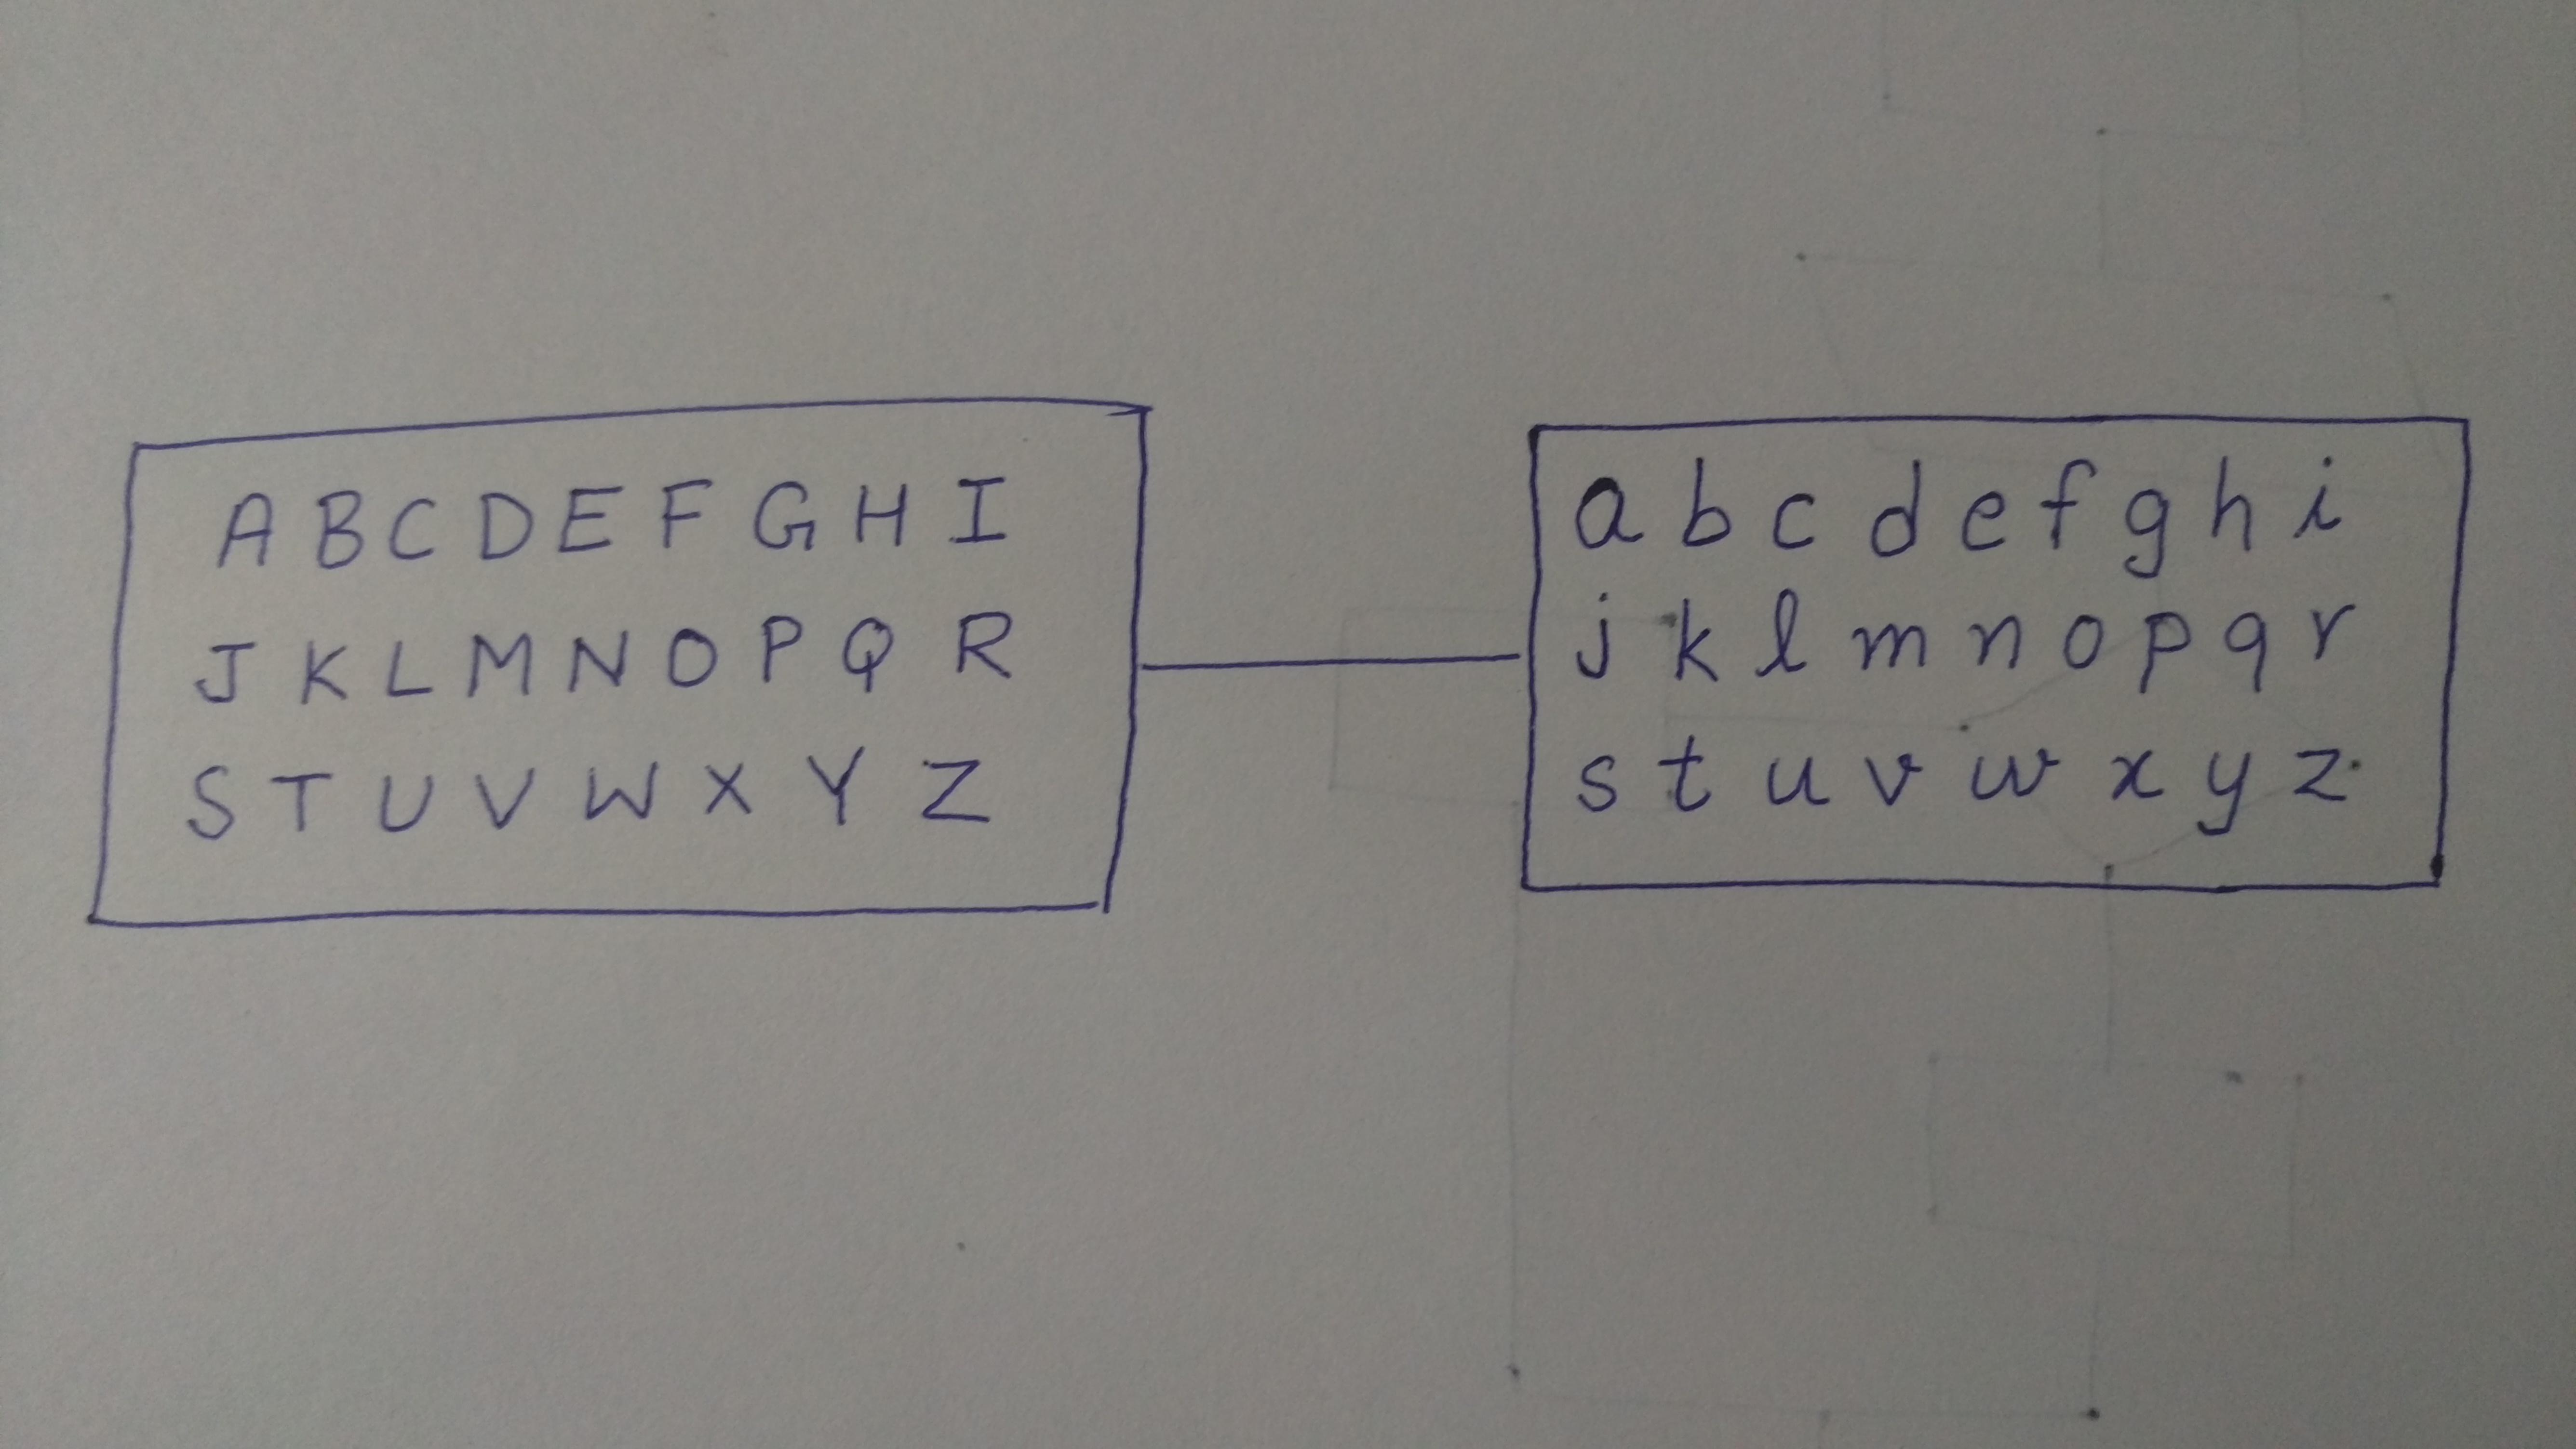 A B C D E F G H I
J K L M N O P Q R
S T U V W X Y Z
a b c d e f g h i
j k l m n o p q r
s t u v w x y z